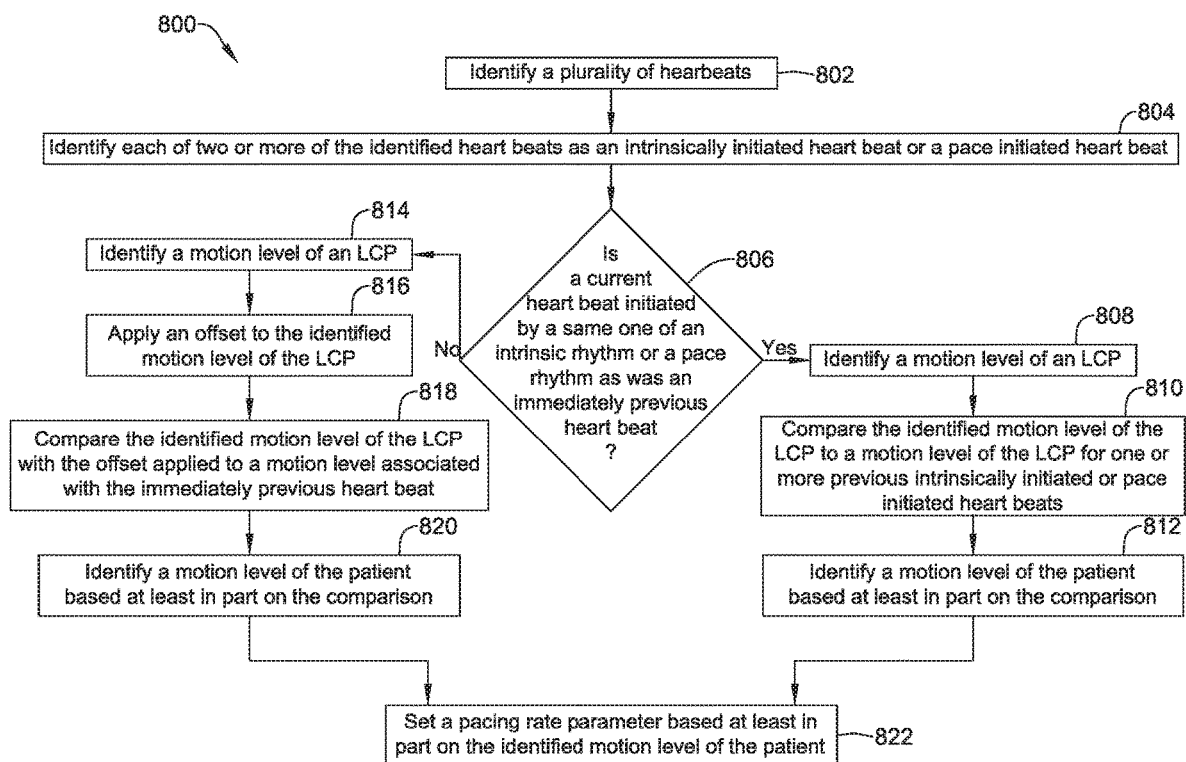 800
Identify a plurality of hearbeats
802
804
Identify each of two or more of the identified heart beats as an intrinsically initiated heart beat or a pace initiated heart beat
Is
a current
heart beat initiated
by a same one of an
intrinsic rhythm or a pace
rhythm as was an
immediately previous
heart beat
?
806
No
Yes
814
Identify a motion level of an LCP
816
Apply an offset to the identified
motion level of the LCP
818
Compare the identified motion level of the LCP
with the offset applied to a motion level associated
with the immediately previous heart beat
820
Identify a motion level of the patient
based at least in part on the comparison
808
Identify a motion level of an LCP
810
Compare the identified motion level of the
LCP to a motion level of the LCP for one or
more previous intrinsically initiated or pace
initiated heart beats
812
Identify a motion level of the patient
based at least in part on the comparison
Set a pacing rate parameter based at least in
part on the identified motion level of the patient
822